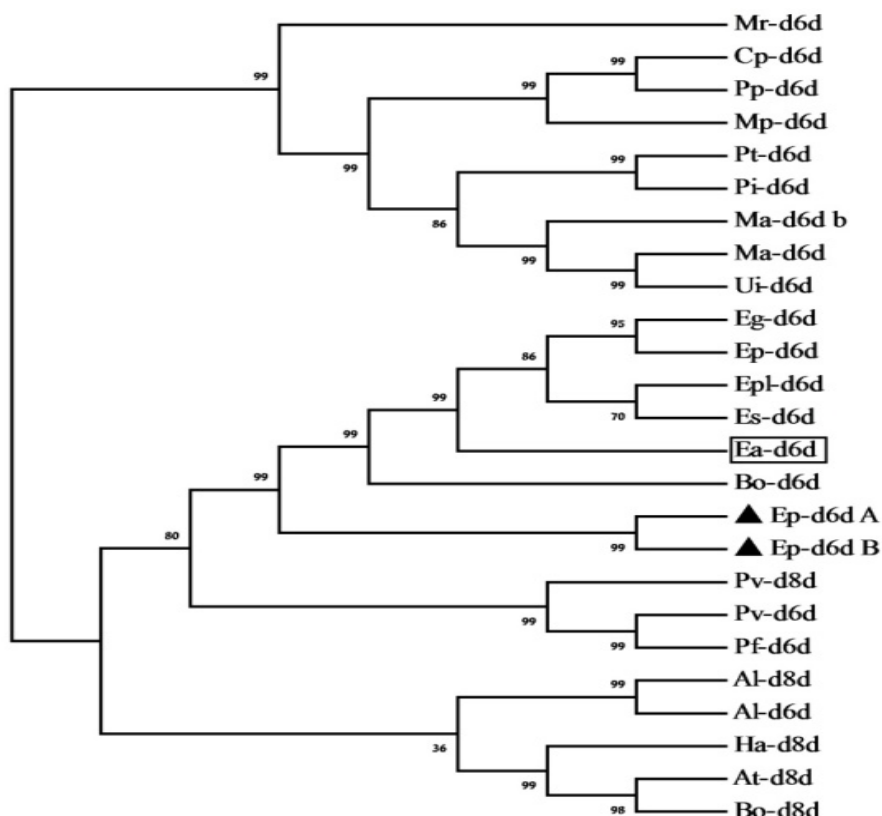 Mr-d6d
99
Cp-d6d
99
99
Pp-d6d
Mp-d6d
99
Pt-d6d
99
Pi-d6d
86
Ma-d6d b
99
Ma-d6d
99
Ui-d6d
95
Eg-d6d
86
Ep-d6d
99
Epl-d6d
70
Es-d6d
99
Ea-d6d
99
Bo-d6d
80
▲ Ep-d6d A
99
▲ Ep-d6d B
Pv-d8d
99
Pv-d6d
99
Pf-d6d
99
Al-d8d
Al-d6d
36
Ha-d8d
99
At-d8d
98
Bo-d8d